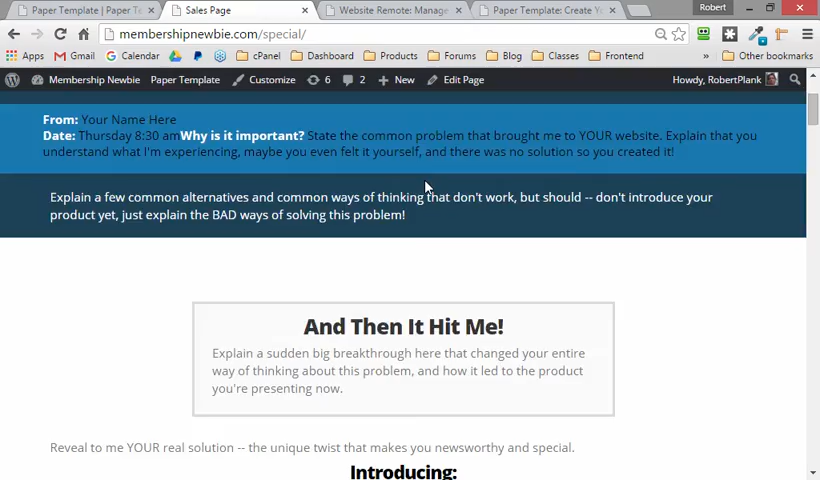 Robert
Paper Template | Paper Te
Sales Page
Website Remote: Manage
Paper Template: Create Yo
membershipnewbie.com/special/
Apps Gmail Calendar cPanel Dashboard Products Forums Blog Classes Frontend » Other bookmarks
Membership Newbie Paper Template Customize 6 2 New Edit Page Howdy, RobertPlank
From: Your Name Here
Date: Thursday 8:30 amWhy is it important? State the common problem that brought me to YOUR website. Explain that you
understand what I'm experiencing, maybe you even felt it yourself, and there was no solution so you created it!
Explain a few common alternatives and common ways of thinking that don't work, but should -- don't introduce your
product yet, just explain the BAD ways of solving this problem!
And Then It Hit Me!
Explain a sudden big breakthrough here that changed your entire
way of thinking about this problem, and how it led to the product
you're presenting now.
Reveal to me YOUR real solution -- the unique twist that makes you newsworthy and special.
Introducing: